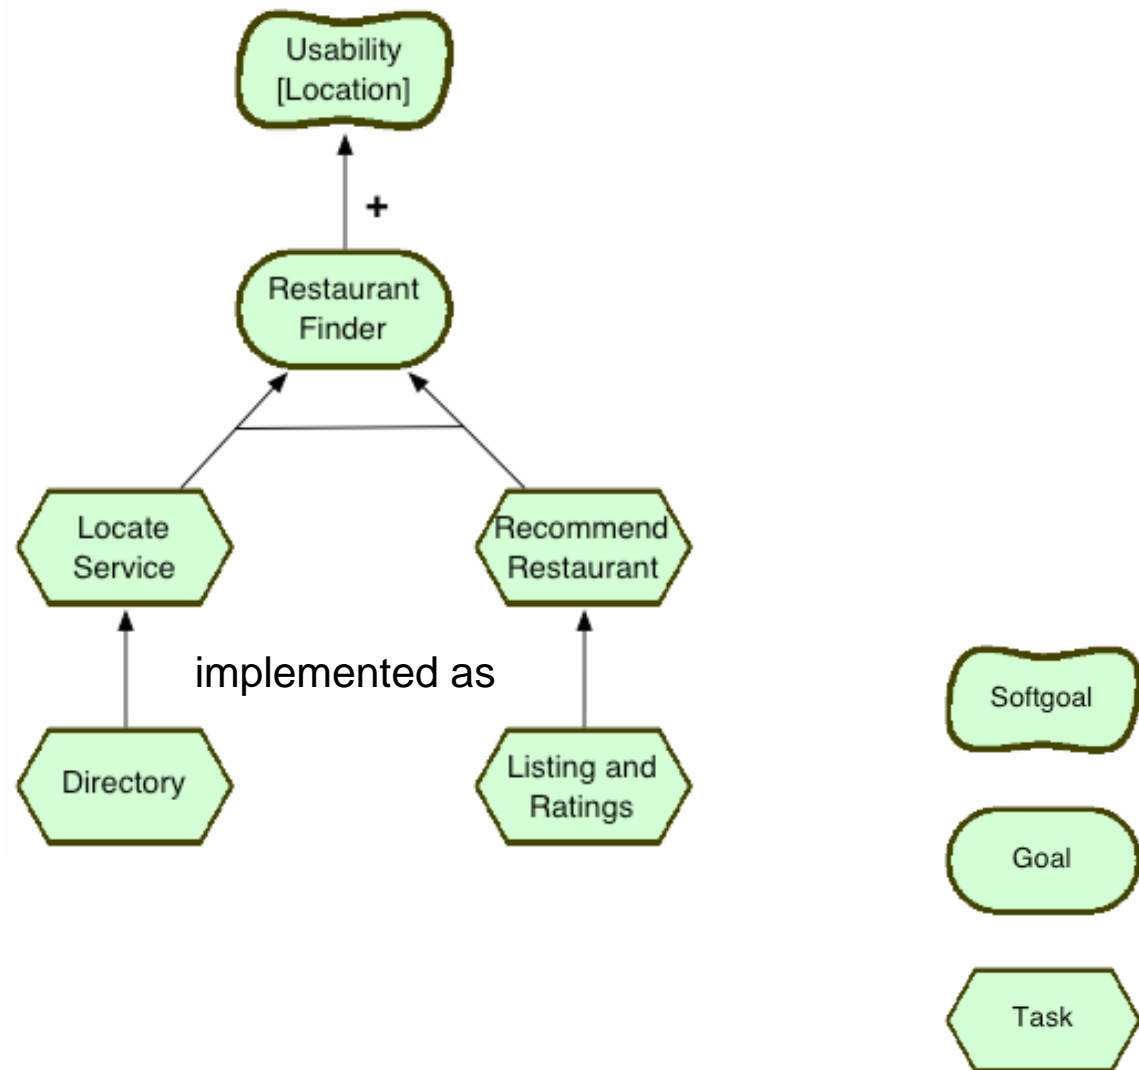 Usability
[Location]
+
Restaurant
Finder
Locate
Service
Recommend
Restaurant
implemented as
Directory
Listing and
Ratings
Softgoal
Goal
Task